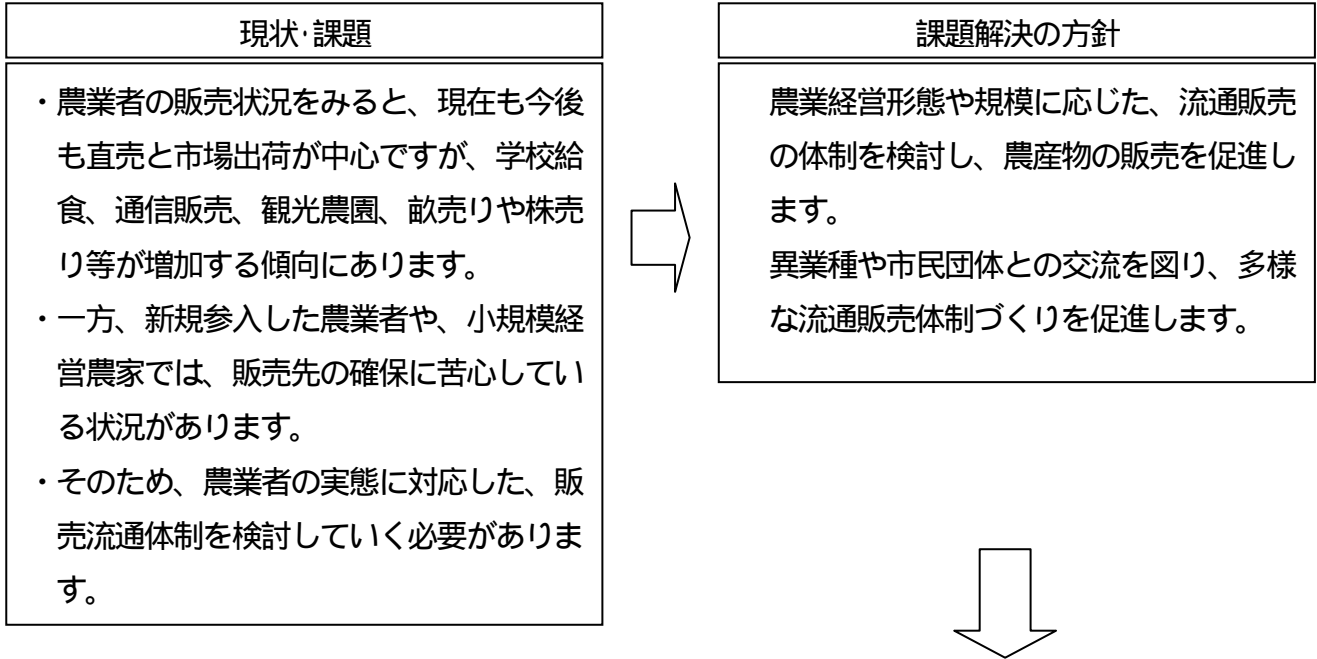 現状･課題
・農業者の販売状況をみると、現在も今後
も直売と市場出荷が中心ですが、学校給
食、通信販売、観光農園、畝売りや株売
り等が増加する傾向にあります。
・一方、新規参入した農業者や、小規模経
営農家では、販売先の確保に苦心してい
る状況があります。
・そのため、農業者の実態に対応した、販
売流通体制を検討していく必要がありま
す。
課題解決の方針
農業経営形態や規模に応じた、流通販売
の体制を検討し、農産物の販売を促進し
ます。
異業種や市民団体との交流を図り、多様
な流通販売体制づくりを促進します。